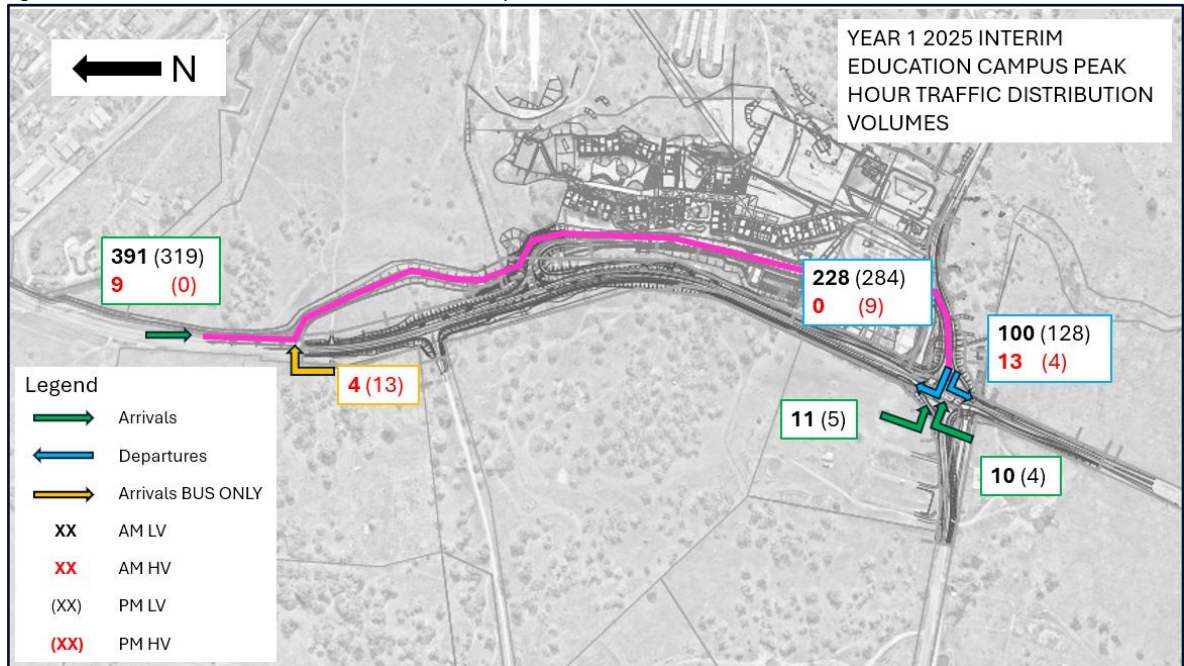 N
YEAR 1 2025 INTERIM
EDUCATION CAMPUS PEAK
HOUR TRAFFIC DISTRIBUTION
VOLUMES
391 (319)
9 (0)
228 (284)
0 (9)
100 (128)
13 (4)
4 (13)
11 (5)
10 (4)
Legend
Arrivals
Departures
Arrivals BUS ONLY
XX AM LV
XX AM HV
(XX) PM LV
(XX) PM HV